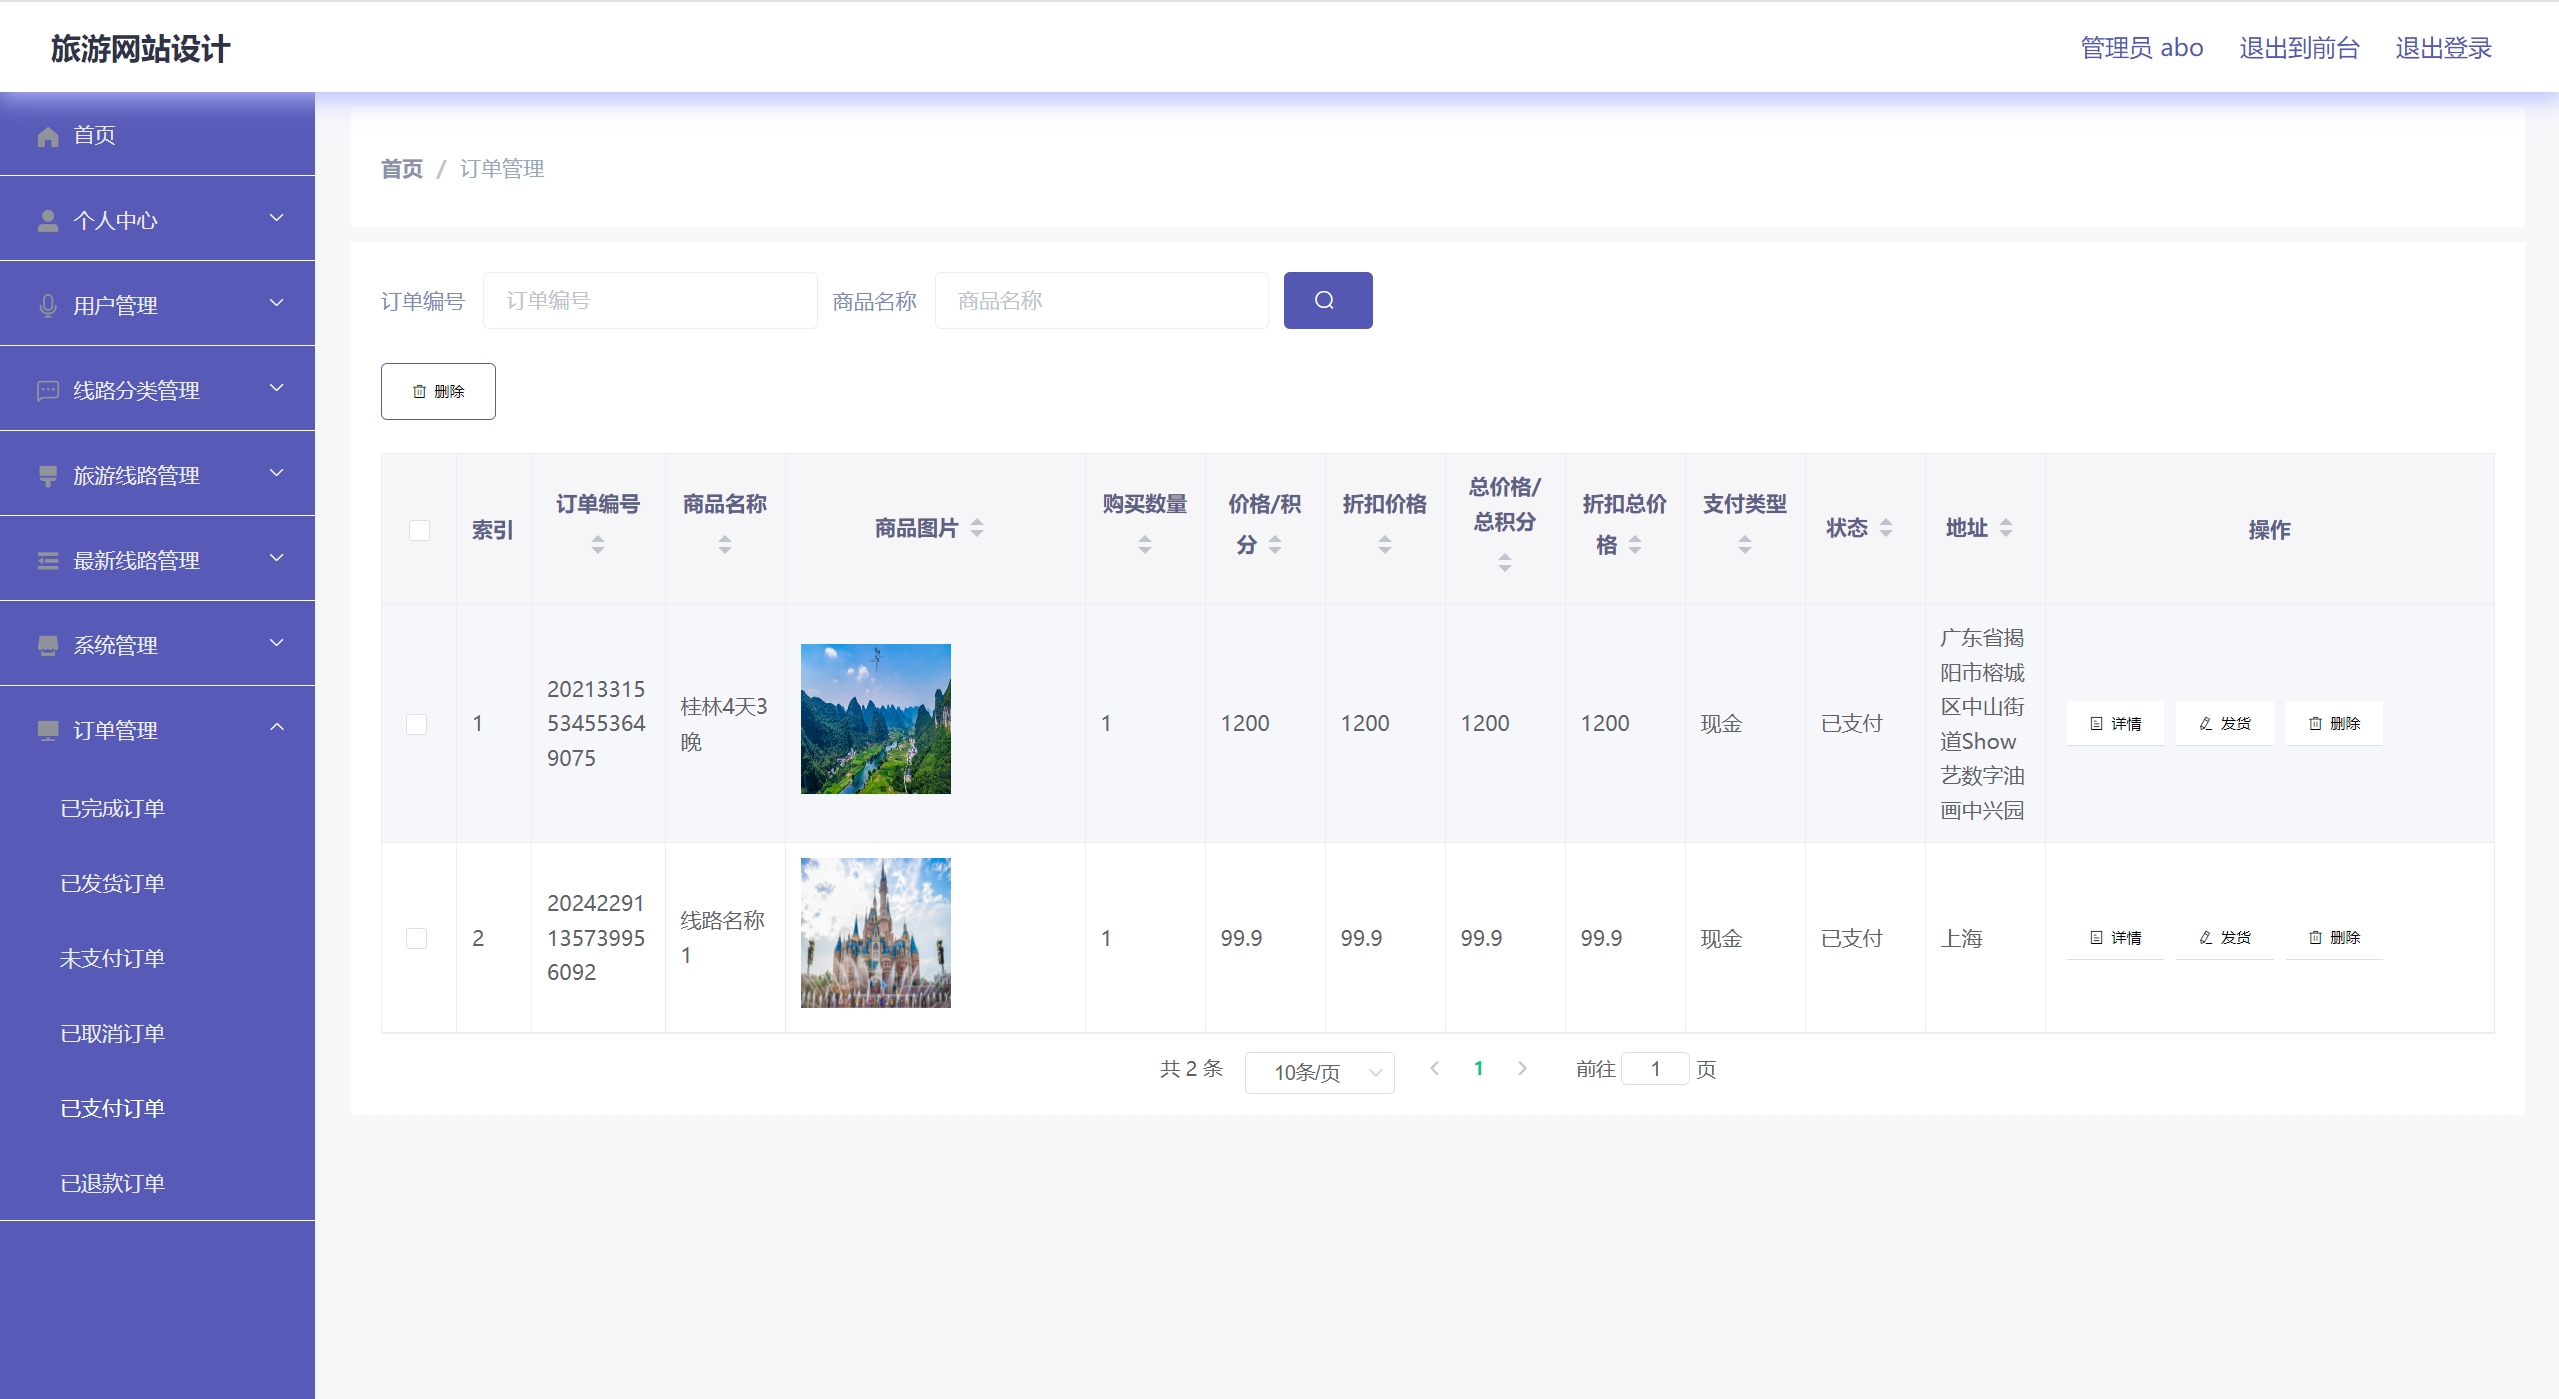 旅游网站设计
管理员 abo
退出到前台
退出登录
首页
个人中心
用户管理
线路分类管理
旅游线路管理
最新线路管理
系统管理
订单管理
已完成订单
已发货订单
未支付订单
已取消订单
已支付订单
已退款订单
首页 / 订单管理
订单编号
订单编号
商品名称
商品名称
删除
索引
订单编号
商品名称
商品图片
购买数量
价格/积
分
折扣价格
总价格/
总积分
折扣总价
格
支付类型
状态
地址
操作
1
20213315
53455364
9075
桂林4天3
晚
1
1200
1200
1200
1200
现金
已支付
广东省揭
阳市榕城
区中山街
道Show
艺数字油
画中兴园
详情
发货
删除
2
20242291
13573995
6092
线路名称
1
1
99.9
99.9
99.9
99.9
现金
已支付
上海
详情
发货
删除
共 2 条
10条/页
1
前往 1 页